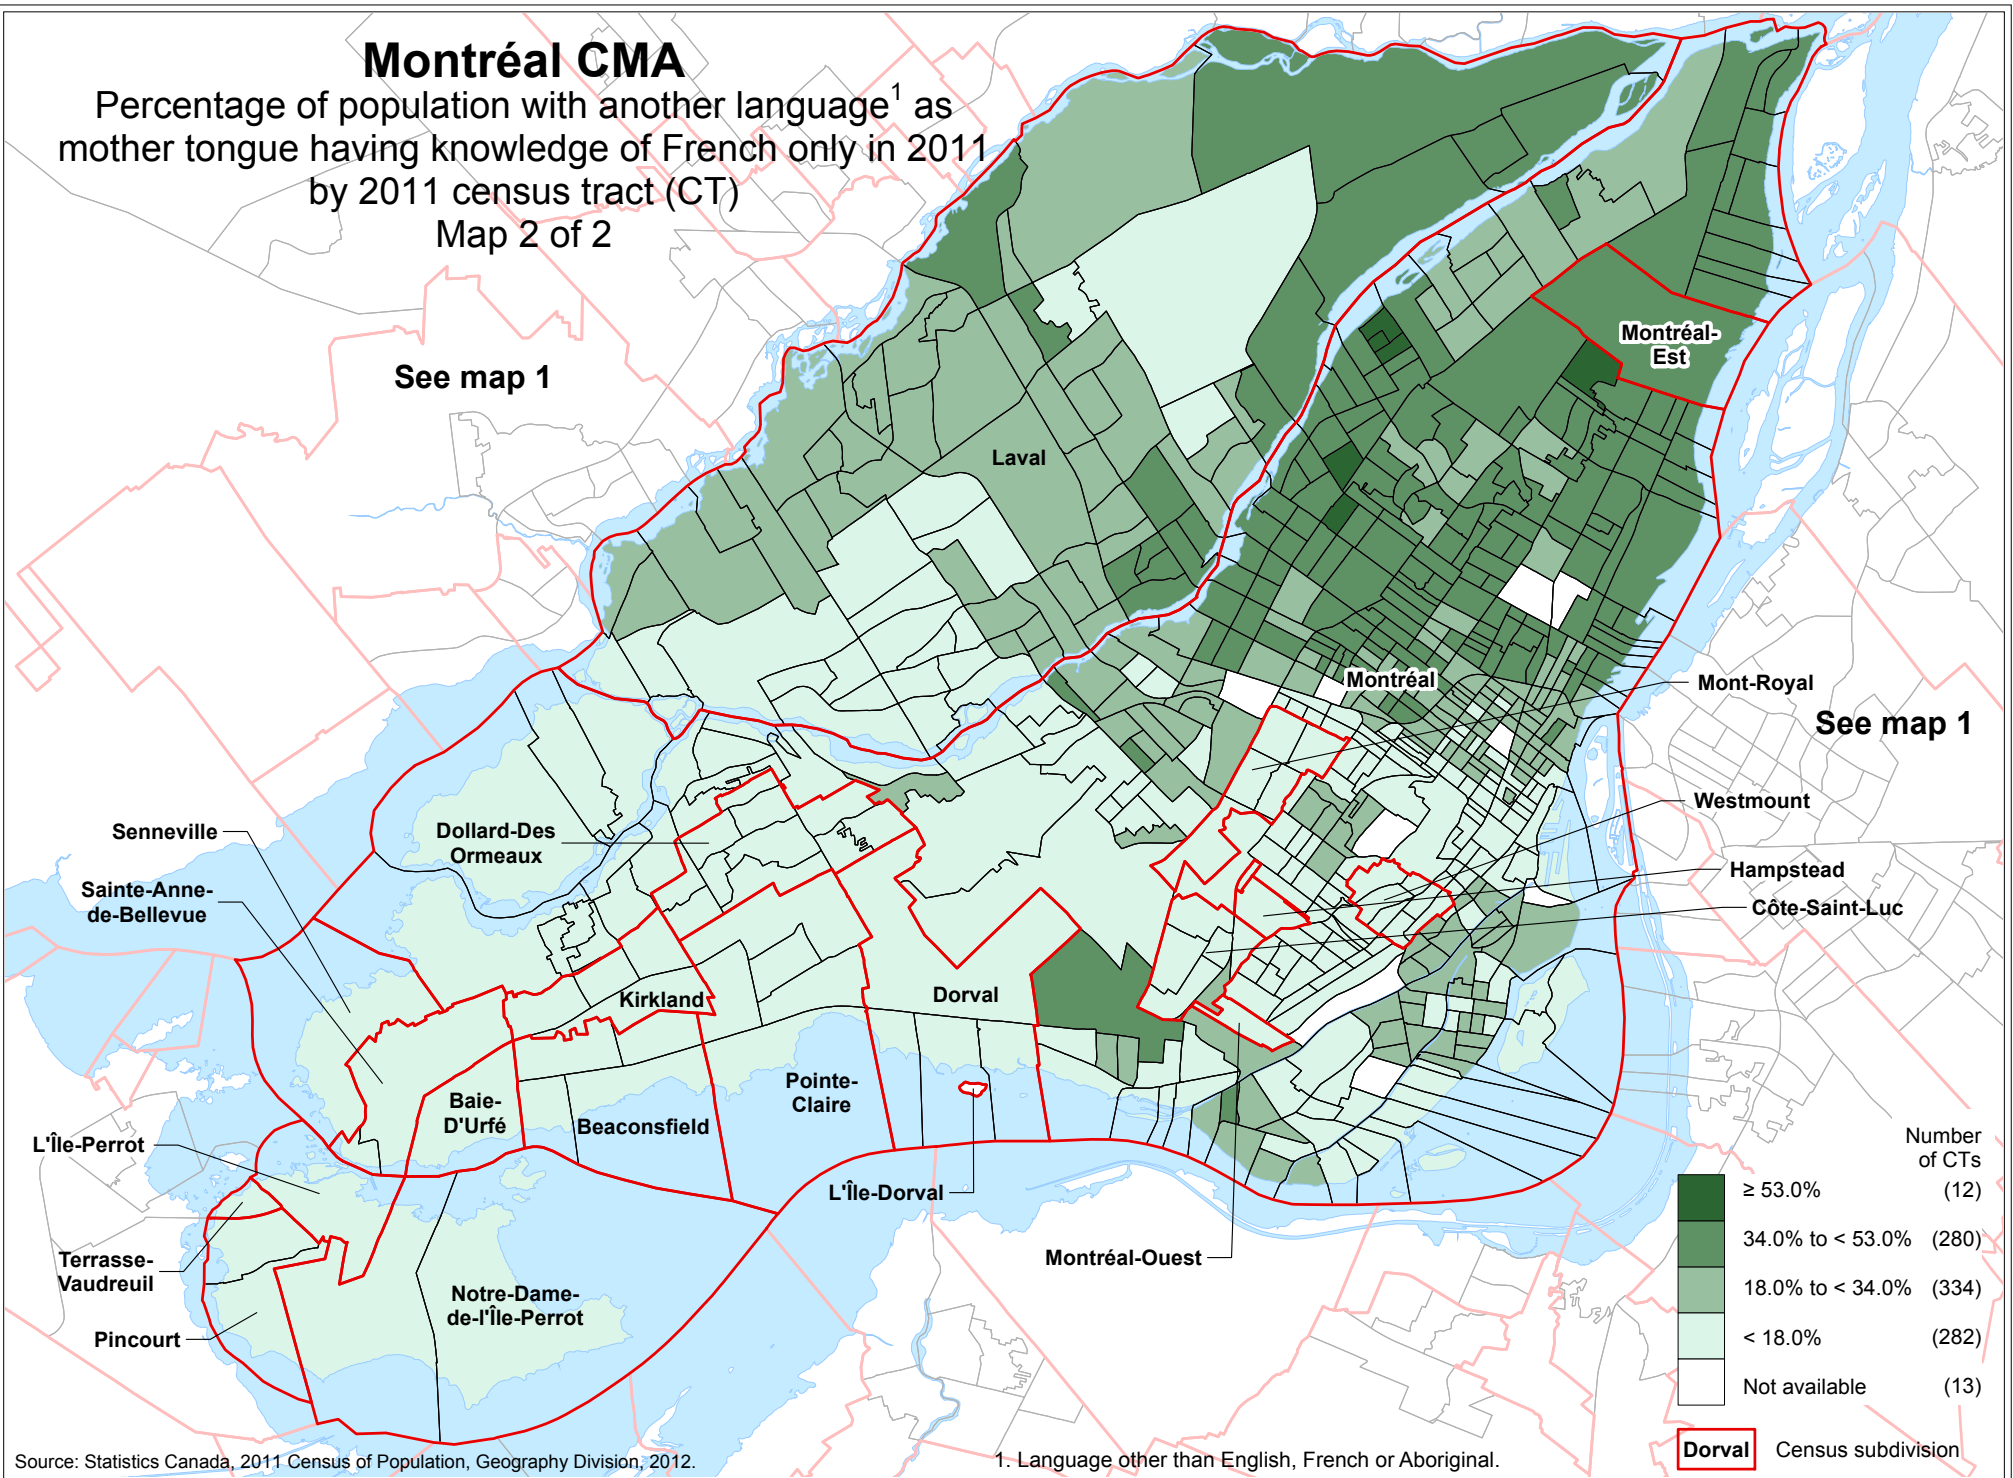 Montréal CMA
Percentage of population with another language¹ as
mother tongue having knowledge of French only in 2011
by 2011 census tract (CT)
Map 2 of 2
See map 1
Montréal-
Est
Laval
Montréal
Mont-Royal
See map 1
Westmount
Hampstead
Côte-Saint-Luc
Senneville
Dollard-Des
Ormeaux
Sainte-Anne-
de-Bellevue
Kirkland
Dorval
Baie-
D'Urfé
Beaconsfield
Pointe-
Claire
L'Île-Perrot
L'Île-Dorval
Montréal-Ouest
Terrasse-
Vaudreuil
Notre-Dame-
de-l'Île-Perrot
Pincourt
Number
of CTs
≥ 53.0% (12)
34.0% to < 53.0% (280)
18.0% to < 34.0% (334)
< 18.0% (282)
Not available (13)
Dorval Census subdivision
Source: Statistics Canada, 2011 Census of Population, Geography Division, 2012.
1. Language other than English, French or Aboriginal.